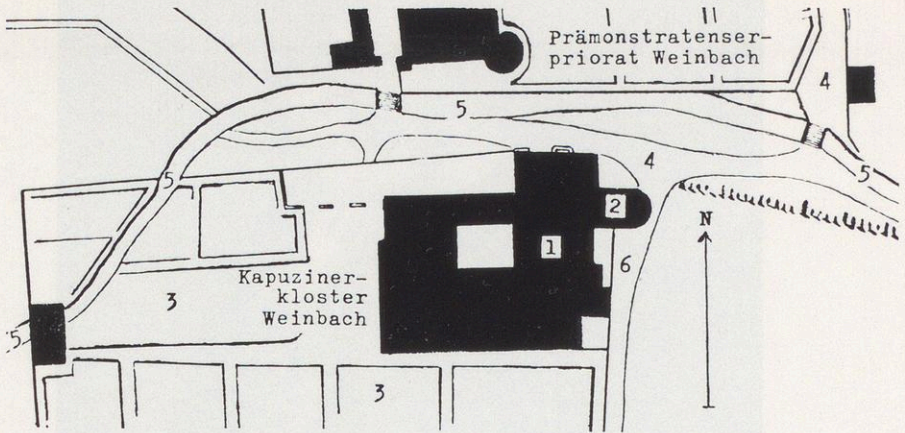 Prämonstratenser-
priorat Weinbach
4
5
4
5
5
2
N
1
6
Kapuziner-
kloster
Weinbach
3
5
3